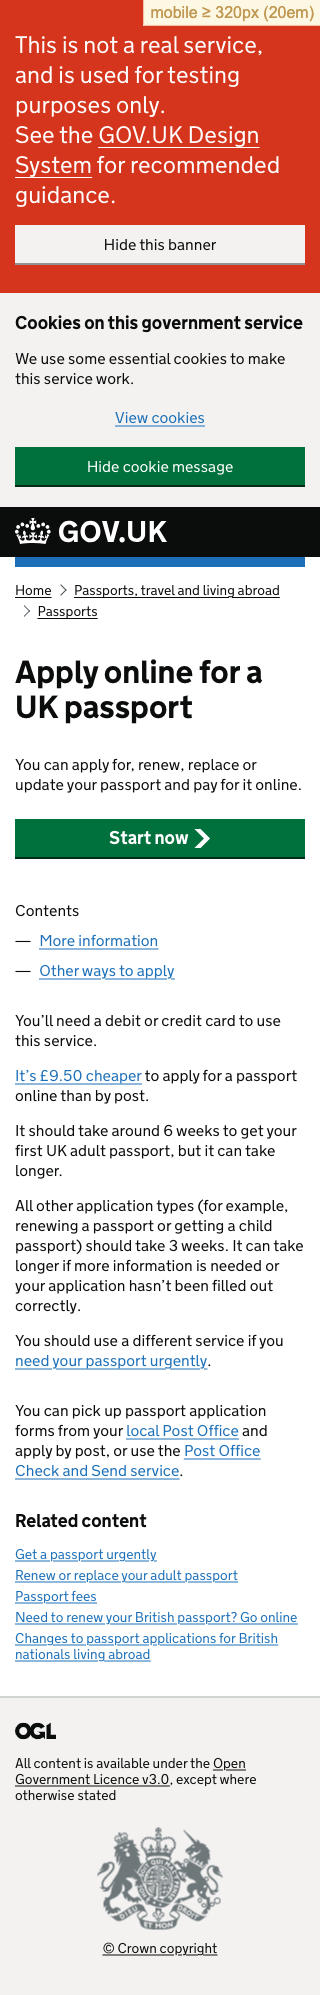 mobile ≥ 320px (20em)
This is not a real service,
and is used for testing
purposes only.
See the GOV.UK Design
System for recommended
guidance.
Hide this banner
Cookies on this government service
We use some essential cookies to make
this service work.
View cookies
Hide cookie message
GOV.UK
Home > Passports, travel and living abroad
> Passports
Apply online for a
UK passport
You can apply for, renew, replace or
update your passport and pay for it online.
Start now
Contents
— More information
— Other ways to apply
You’ll need a debit or credit card to use
this service.
It’s £9.50 cheaper to apply for a passport
online than by post.
It should take around 6 weeks to get your
first UK adult passport, but it can take
longer.
All other application types (for example,
renewing a passport or getting a child
passport) should take 3 weeks. It can take
longer if more information is needed or
your application hasn’t been filled out
correctly.
You should use a different service if you
need your passport urgently.
You can pick up passport application
forms from your local Post Office and
apply by post, or use the Post Office
Check and Send service.
Related content
Get a passport urgently
Renew or replace your adult passport
Passport fees
Need to renew your British passport? Go online
Changes to passport applications for British
nationals living abroad
OGL
All content is available under the Open
Government Licence v3.0, except where
otherwise stated
DIEU ET MON DROIT
© Crown copyright